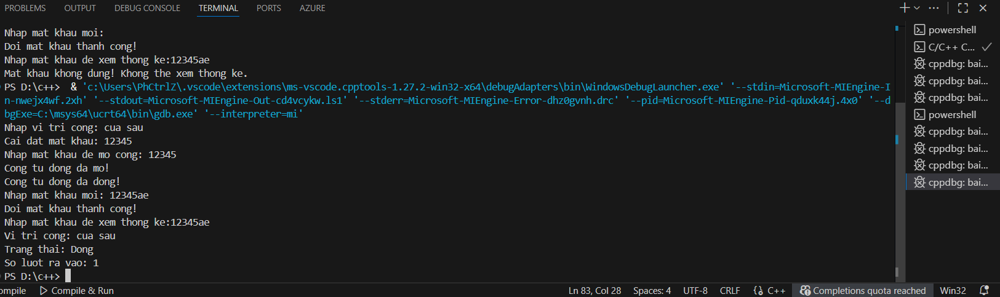 PROBLEMS OUTPUT DEBUG CONSOLE TERMINAL PORTS AZURE
Nhap mat khau moi:
Doi mat khau thanh cong!
Nhap mat khau de xem thong ke:12345ae
Mat khau khong dung! Khong the xem thong ke.
PS D:\c++>  & 'c:\Users\PhCtrlZ\.vscode\extensions\ms-vscode.cpptools-1.27.2-win32-x64\debugAdapters\bin\WindowsDebugLauncher.exe' '--stdin=Microsoft-MIEngine-I
n-nwejx4wf.2xh' '--stdout=Microsoft-MIEngine-Out-cd4vcykw.ls1' '--stderr=Microsoft-MIEngine-Error-dhz0gvnh.drc' '--pid=Microsoft-MIEngine-Pid-qduxk44j.4x0' '--d
bgExe=C:\msys64\ucrt64\bin\gdb.exe' '--interpreter=mi'
Nhap vi tri cong: cua sau
Cai dat mat khau: 12345
Nhap mat khau de mo cong: 12345
Cong tu dong da mo!
Cong tu dong da dong!
Nhap mat khau moi: 12345ae
Doi mat khau thanh cong!
Nhap mat khau de xem thong ke:12345ae
Vi tri cong: cua sau
Trang thai: Dong
So luot ra vao: 1
PS D:\c++>
powershell
C/C++ C...
cppdbg: bai...
cppdbg: bai...
cppdbg: bai...
powershell
cppdbg: bai...
cppdbg: bai...
cppdbg: bai...
cppdbg: bai...
ompile Compile & Run Ln 83, Col 28 Spaces: 4 UTF-8 CRLF C++ Completions quota reached Win32